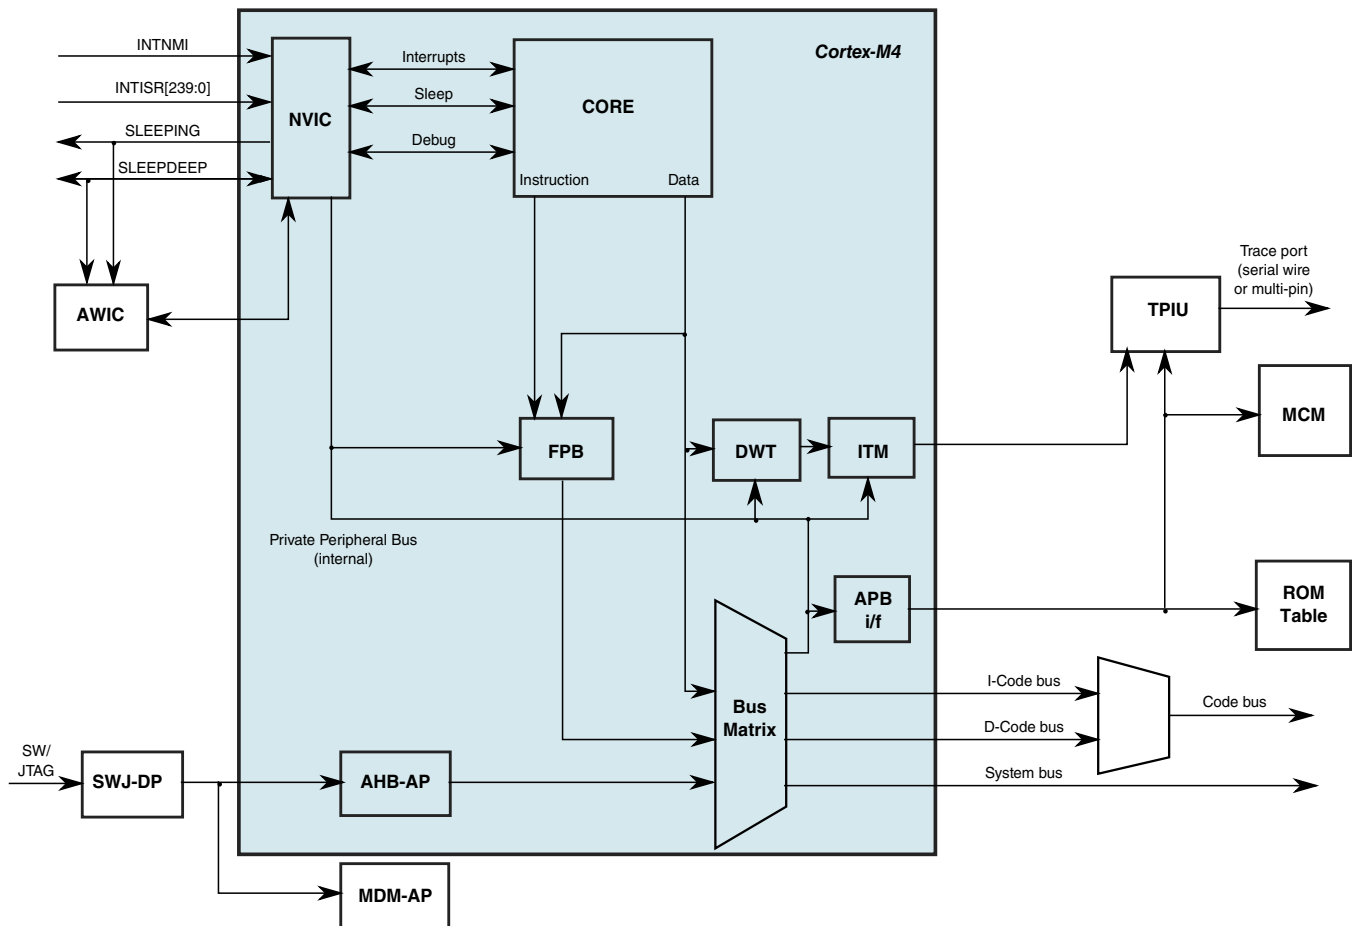 Cortex-M4
INTNMI
INTISR[239:0]
SLEEPING
SLEEPDEEP
NVIC
Interrupts
Sleep
Debug
CORE
Instruction
Data
AWIC
Trace port
(serial wire
or multi-pin)
TPIU
MCM
FPB
DWT
ITM
Private Peripheral Bus
(internal)
APB
i/f
ROM
Table
Bus
Matrix
I-Code bus
D-Code bus
Code bus
System bus
SW/
JTAG
SWJ-DP
AHB-AP
MDM-AP